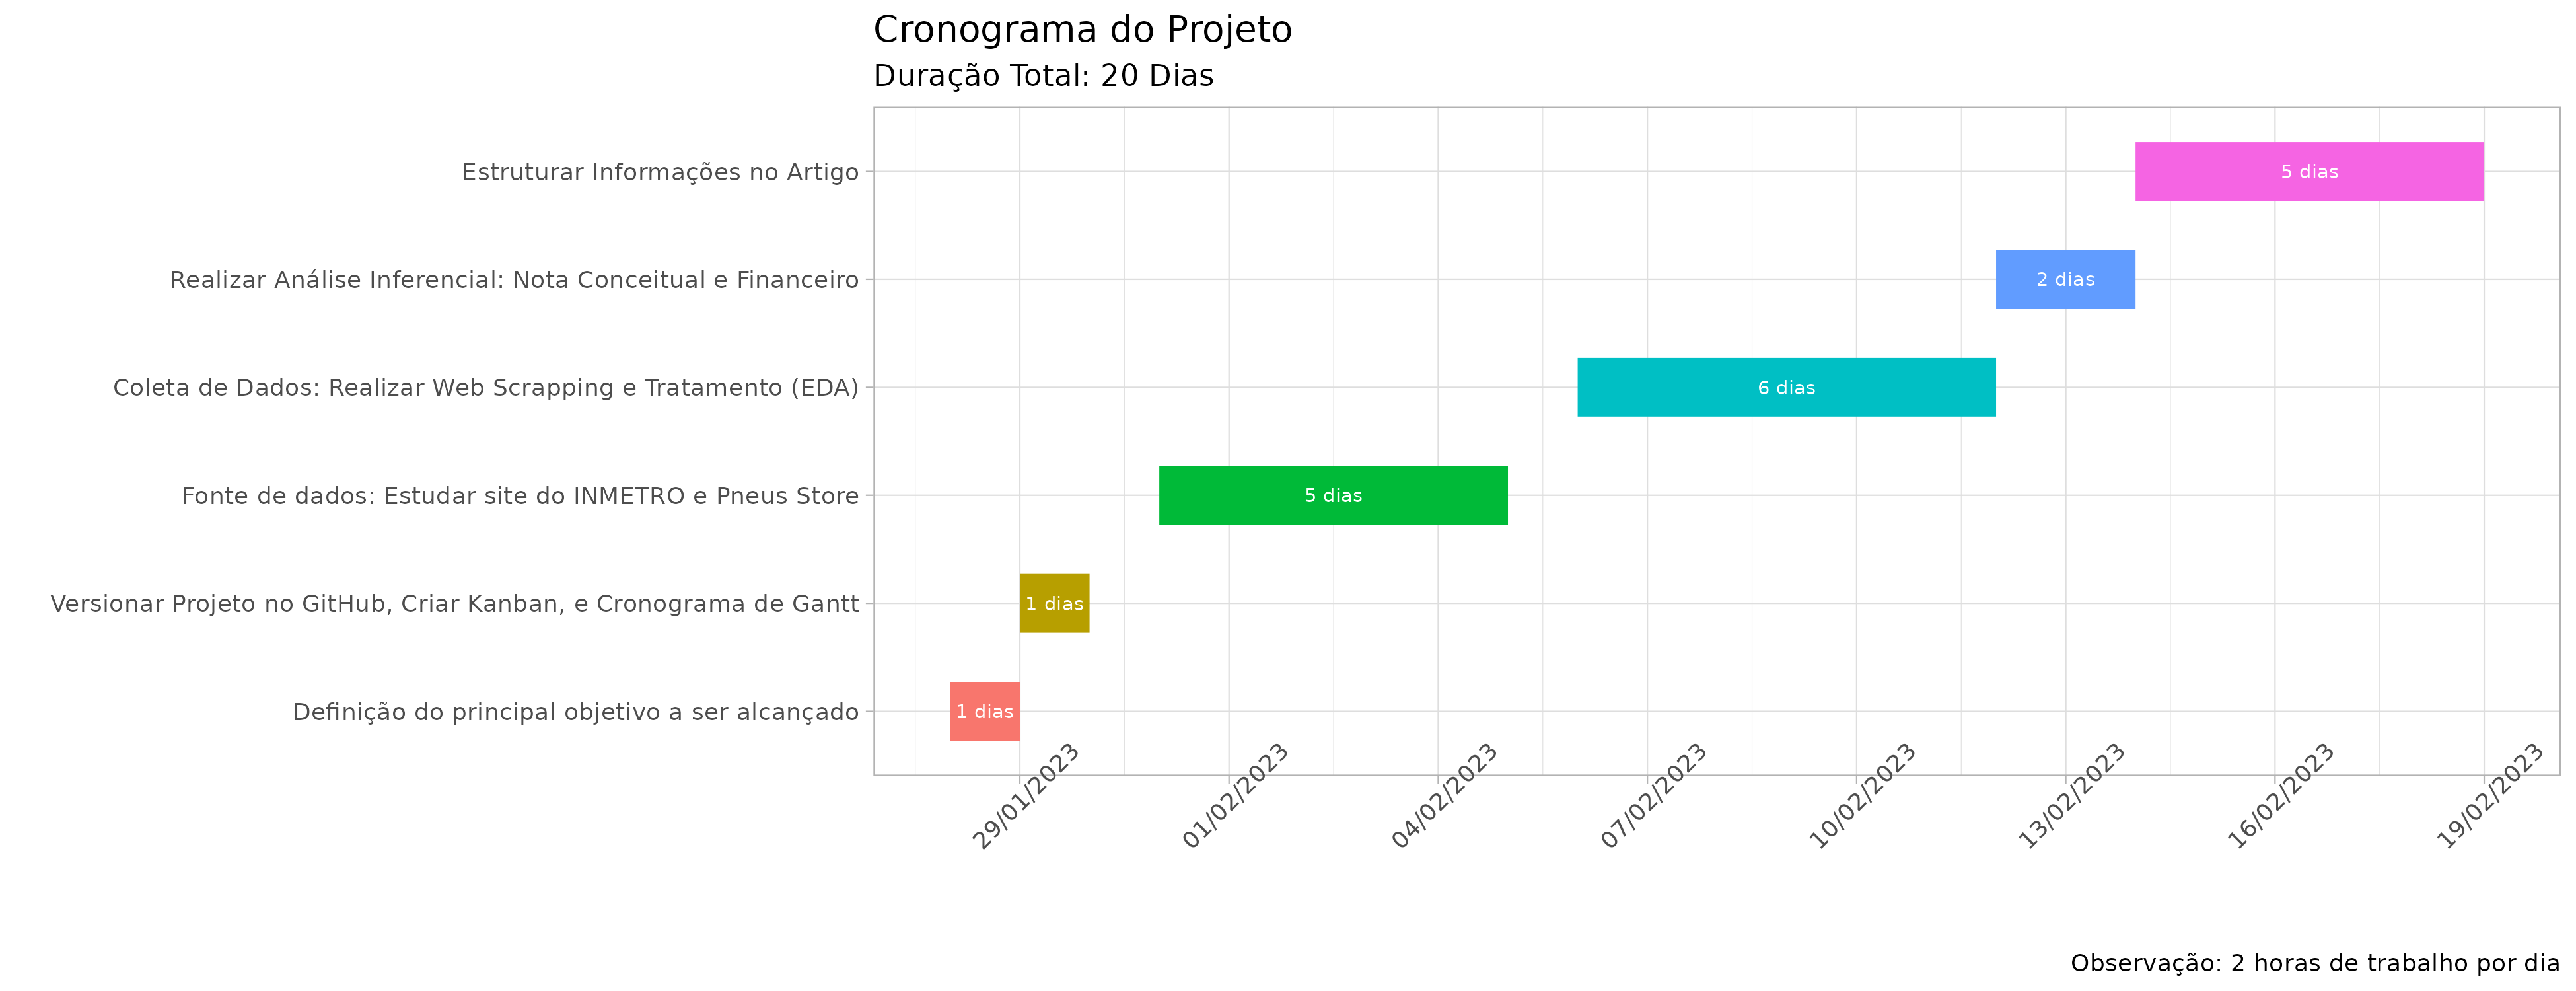 Cronograma do Projeto
Duração Total: 20 Dias
Estruturar Informações no Artigo
5 dias
Realizar Análise Inferencial: Nota Conceitual e Financeiro
2 dias
Coleta de Dados: Realizar Web Scrapping e Tratamento (EDA)
6 dias
Fonte de dados: Estudar site do INMETRO e Pneus Store
5 dias
Versionar Projeto no GitHub, Criar Kanban, e Cronograma de Gantt
1 dias
Definição do principal objetivo a ser alcançado
1 dias
29/01/2023
01/02/2023
04/02/2023
07/02/2023
10/02/2023
13/02/2023
16/02/2023
19/02/2023
Observação: 2 horas de trabalho por dia